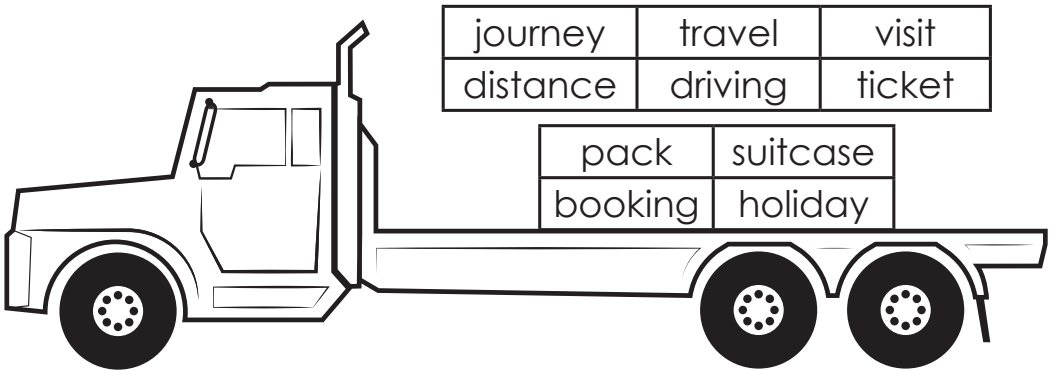 journey travel visit
distance driving ticket
pack suitcase
booking holiday